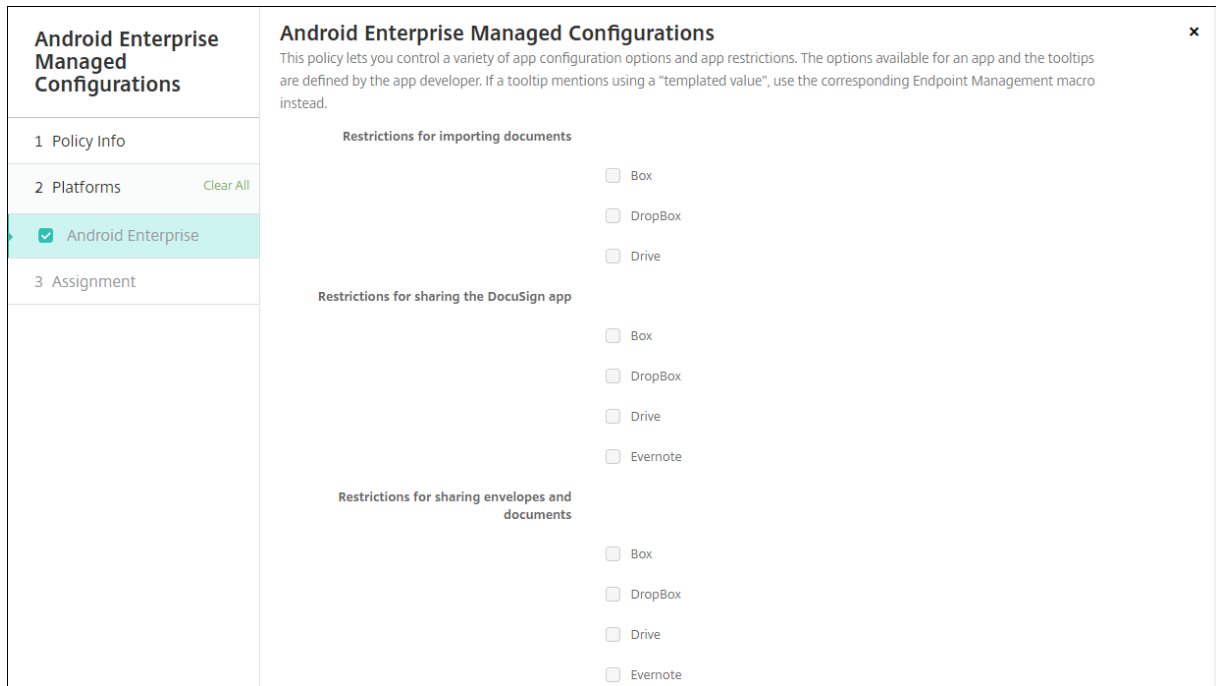 Android Enterprise
Managed
Configurations
1 Policy Info
2 Platforms
Clear All
Android Enterprise
3 Assignment
Android Enterprise Managed Configurations
This policy lets you control a variety of app configuration options and app restrictions. The options available for an app and the tooltips
are defined by the app developer. If a tooltip mentions using a "templated value", use the corresponding Endpoint Management macro
instead.
Restrictions for importing documents
Box
DropBox
Drive
Restrictions for sharing the DocuSign app
Box
DropBox
Drive
Evernote
Restrictions for sharing envelopes and
documents
Box
DropBox
Drive
Evernote